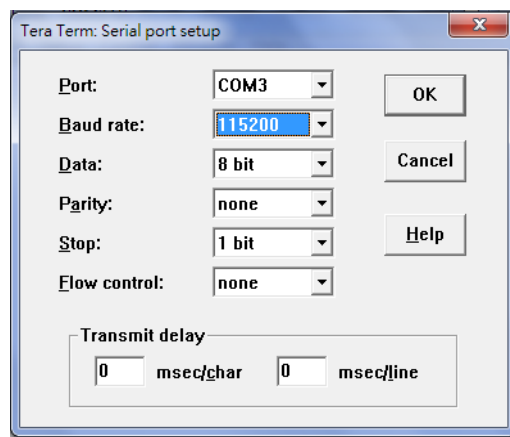 Tera Term: Serial port setup
Port: COM3 OK
Baud rate: 115200
Data: 8 bit Cancel
Parity: none
Stop: 1 bit Help
Flow control: none
Transmit delay
0 msec/char 0 msec/line